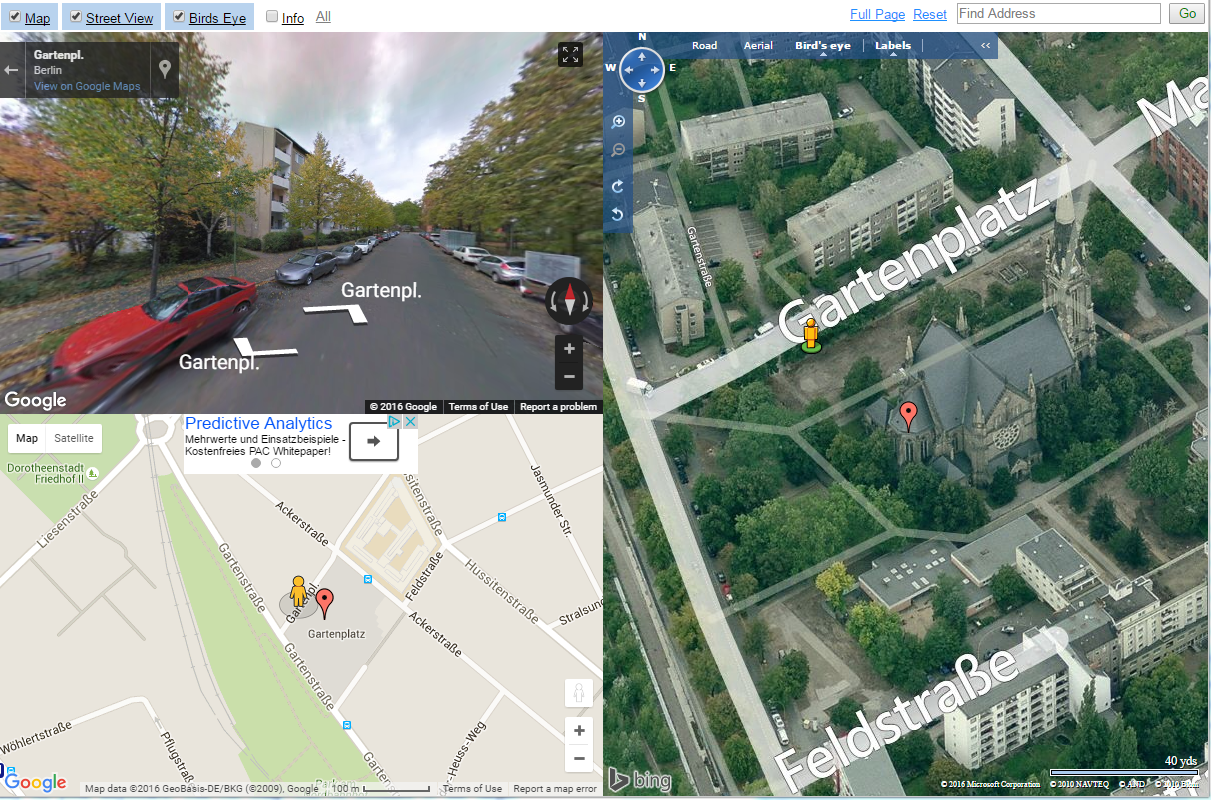 Map Street View Birds Eye Info All
Full Page Reset Find Address Go
Gartenpl.
Berlin
View on Google Maps
Gartenpl.
Gartenpl.
Google
© 2016 Google Terms of Use Report a problem
Map Satellite
Predictive Analytics
Mehrwerte und Einsatzbeispiele -
Kostenfreies PAC Whitepaper!
Dorotheenstadt
Friedhof II
Liesenstraße
Ackerstraße
Hussitenstraße
Jasmunder Str.
Gartenstraße
Gartenpl.
Feldstraße
Hussitenstraße
Stralsund
Gartenplatz
Ackerstraße
Gartenstraße
Wöhlertstraße
Pflugstraße
-Heuss-Weg
Google
Map data ©2016 GeoBasis-DE/BKG (©2009), Google 100 m Terms of Use Report a map error
N
W E
S
Road Aerial Bird's eye Labels «
Ma
Gartenstraße
Gartenplatz
Feldstraße
40 yds
bing
© 2016 Microsoft Corporation © 2010 NAVTEQ © AND